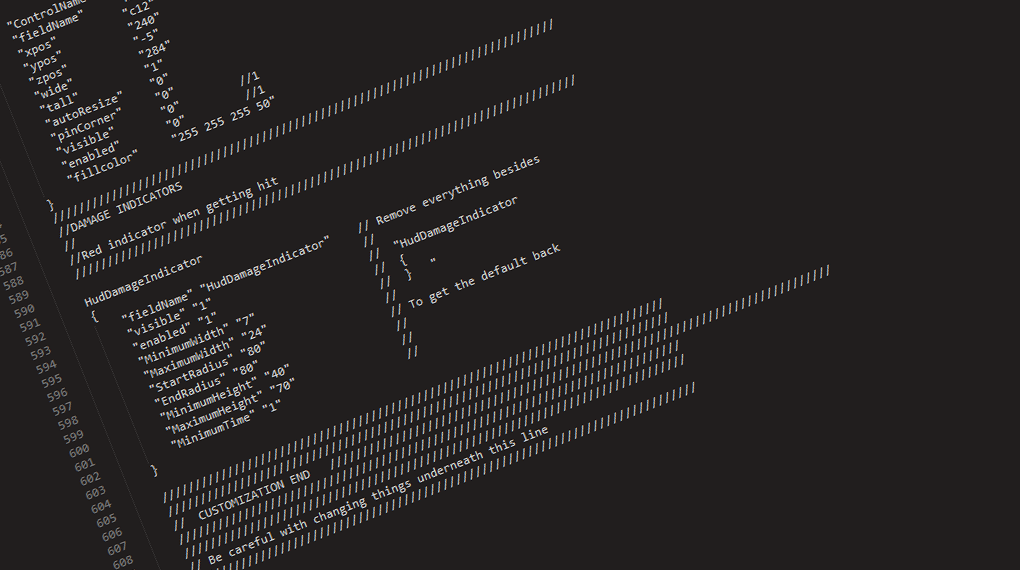 "ControlName"
"fieldName"
"xpos" "c12"
"ypos" "240"
"zpos" "-5"
"wide" "284"
"tall" "1"
"autoResize" "0"
"pinCorner" "0"
"visible" "0" //1
"enabled" "0" //1
"fillcolor" "255 255 255 50"
}
586 //DAMAGE INDICATORS
587 //
588 //Red indicator when getting hit
589
590
591 HudDamageIndicator
592 { "fieldName" "HudDamageIndicator" // Remove everything besides
593 "visible" "1" //
594 "enabled" "1" // "HudDamageIndicator
595 "MinimumWidth" "7" // {
596 "MaximumWidth" "24" // } "
597 "StartRadius" "80" //
598 "EndRadius" "80" // To get the default back
599 "MinimumHeight" "40" //
600 "MaximumHeight" "70" //
601 "MinimumTime" "1" //
602 }
603
604
605
606 // CUSTOMIZATION END
607
608
// Be careful with changing things underneath this line